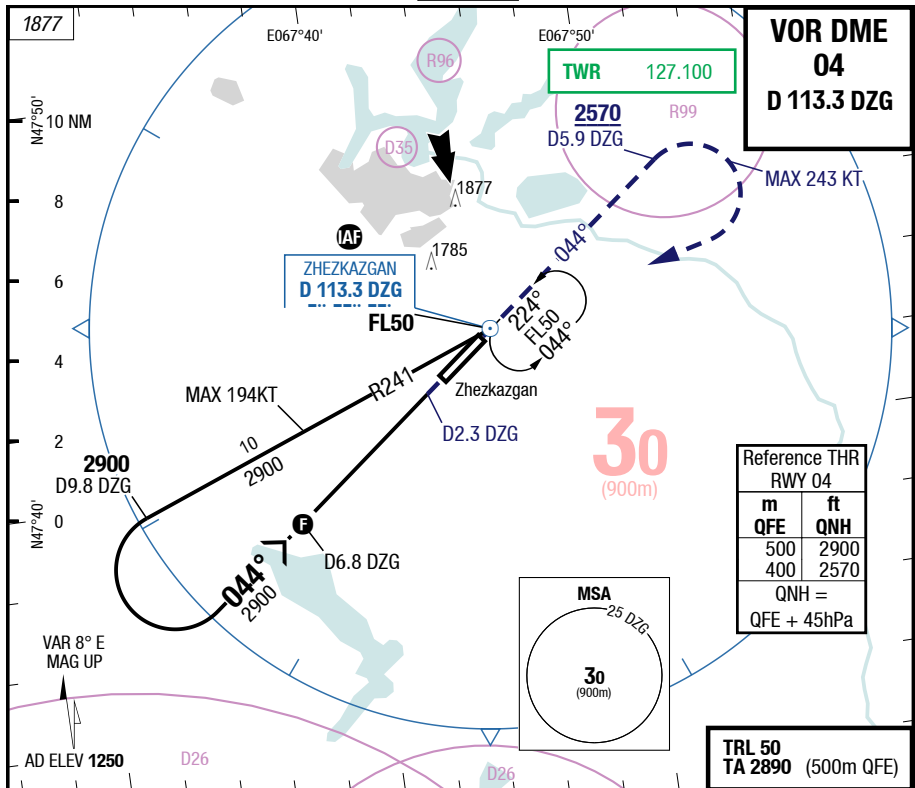 1877
E067°40'
E067°50'
VOR DME
04
D 113.3 DZG
TWR 127.100
R96
R99
D35
2570
D5.9 DZG
MAX 243 KT
N47°50'
10 NM
8
6
4
2
0
N47°40'
1877
1785
IAF
ZHEZKAZGAN
D 113.3 DZG
FL50
044°
224°
FL50
044°
Zhezkazgan
R241
MAX 194KT
10
2900
D2.3 DZG
2900
D9.8 DZG
F
D6.8 DZG
044°
2900
30
(900m)
Reference THR
RWY 04
m ft
QFE QNH
500 2900
400 2570
QNH =
QFE + 45hPa
MSA
25 DZG
30
(900m)
VAR 8° E
MAG UP
AD ELEV 1250
D26
D26
TRL 50
TA 2890 (500m QFE)